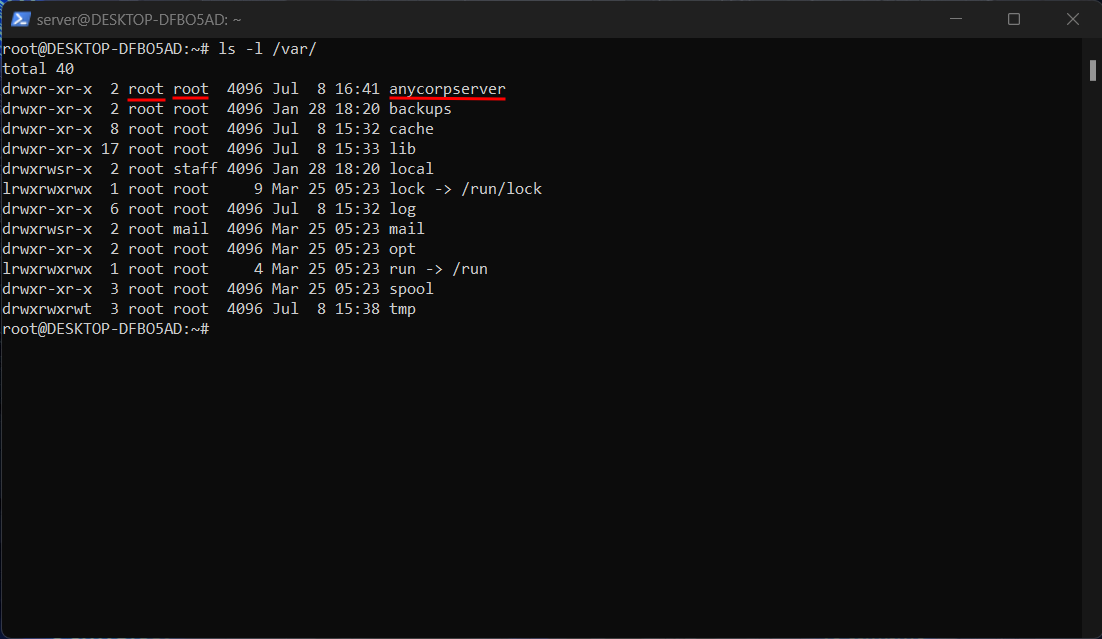 server@DESKTOP-DFBO5AD: ~
root@DESKTOP-DFBO5AD:~# ls -l /var/
total 40
drwxr-xr-x  2 root root  4096 Jul  8 16:41 anycorpserver
drwxr-xr-x  2 root root  4096 Jan 28 18:20 backups
drwxr-xr-x  8 root root  4096 Jul  8 15:32 cache
drwxr-xr-x 17 root root  4096 Jul  8 15:33 lib
drwxrwsr-x  2 root staff 4096 Jan 28 18:20 local
lrwxrwxrwx  1 root root     9 Mar 25 05:23 lock -> /run/lock
drwxr-xr-x  6 root root  4096 Jul  8 15:32 log
drwxrwsr-x  2 root mail  4096 Mar 25 05:23 mail
drwxr-xr-x  2 root root  4096 Mar 25 05:23 opt
lrwxrwxrwx  1 root root     4 Mar 25 05:23 run -> /run
drwxr-xr-x  3 root root  4096 Mar 25 05:23 spool
drwxrwxrwt  3 root root  4096 Jul  8 15:38 tmp
root@DESKTOP-DFBO5AD:~#